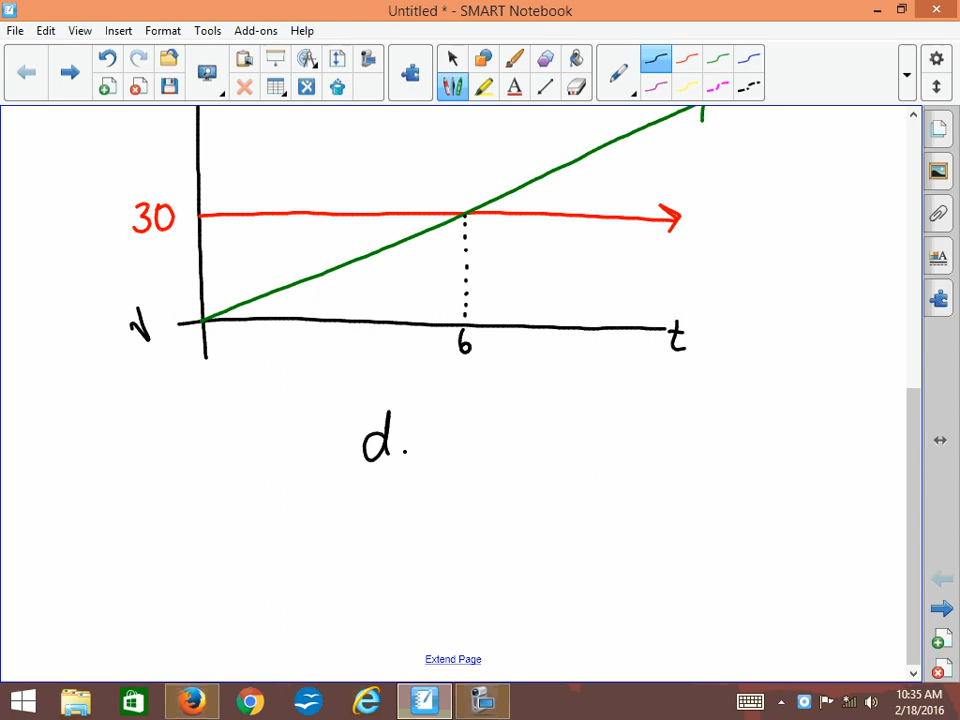 Untitled * - SMART Notebook
File Edit View Insert Format Tools Add-ons Help
30
t
6
d.
Extend Page
10:35 AM
2/18/2016